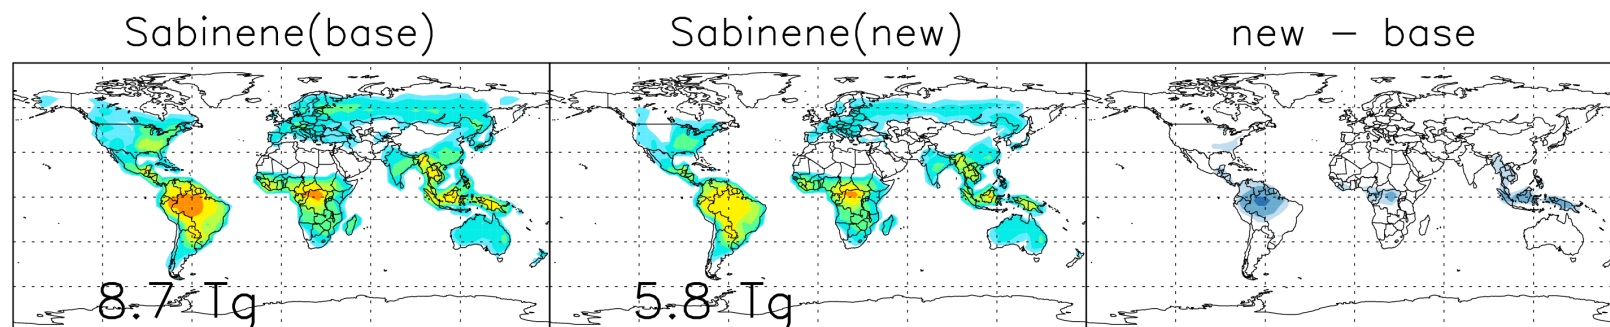 Sabinene(base)
Sabinene(new)
new − base
8.7 Tg
5.8 Tg